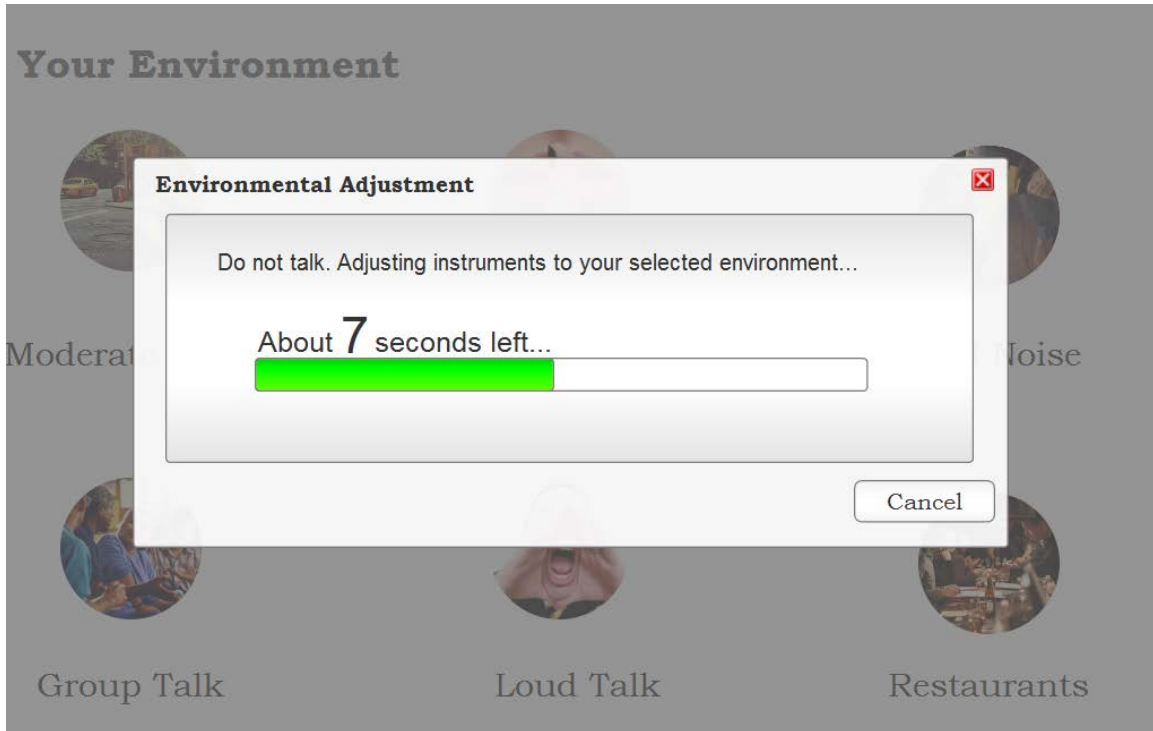 Your Environment
Environmental Adjustment
Do not talk. Adjusting instruments to your selected environment...
About 7 seconds left...
Noise
Cancel
Group Talk
Loud Talk
Restaurants